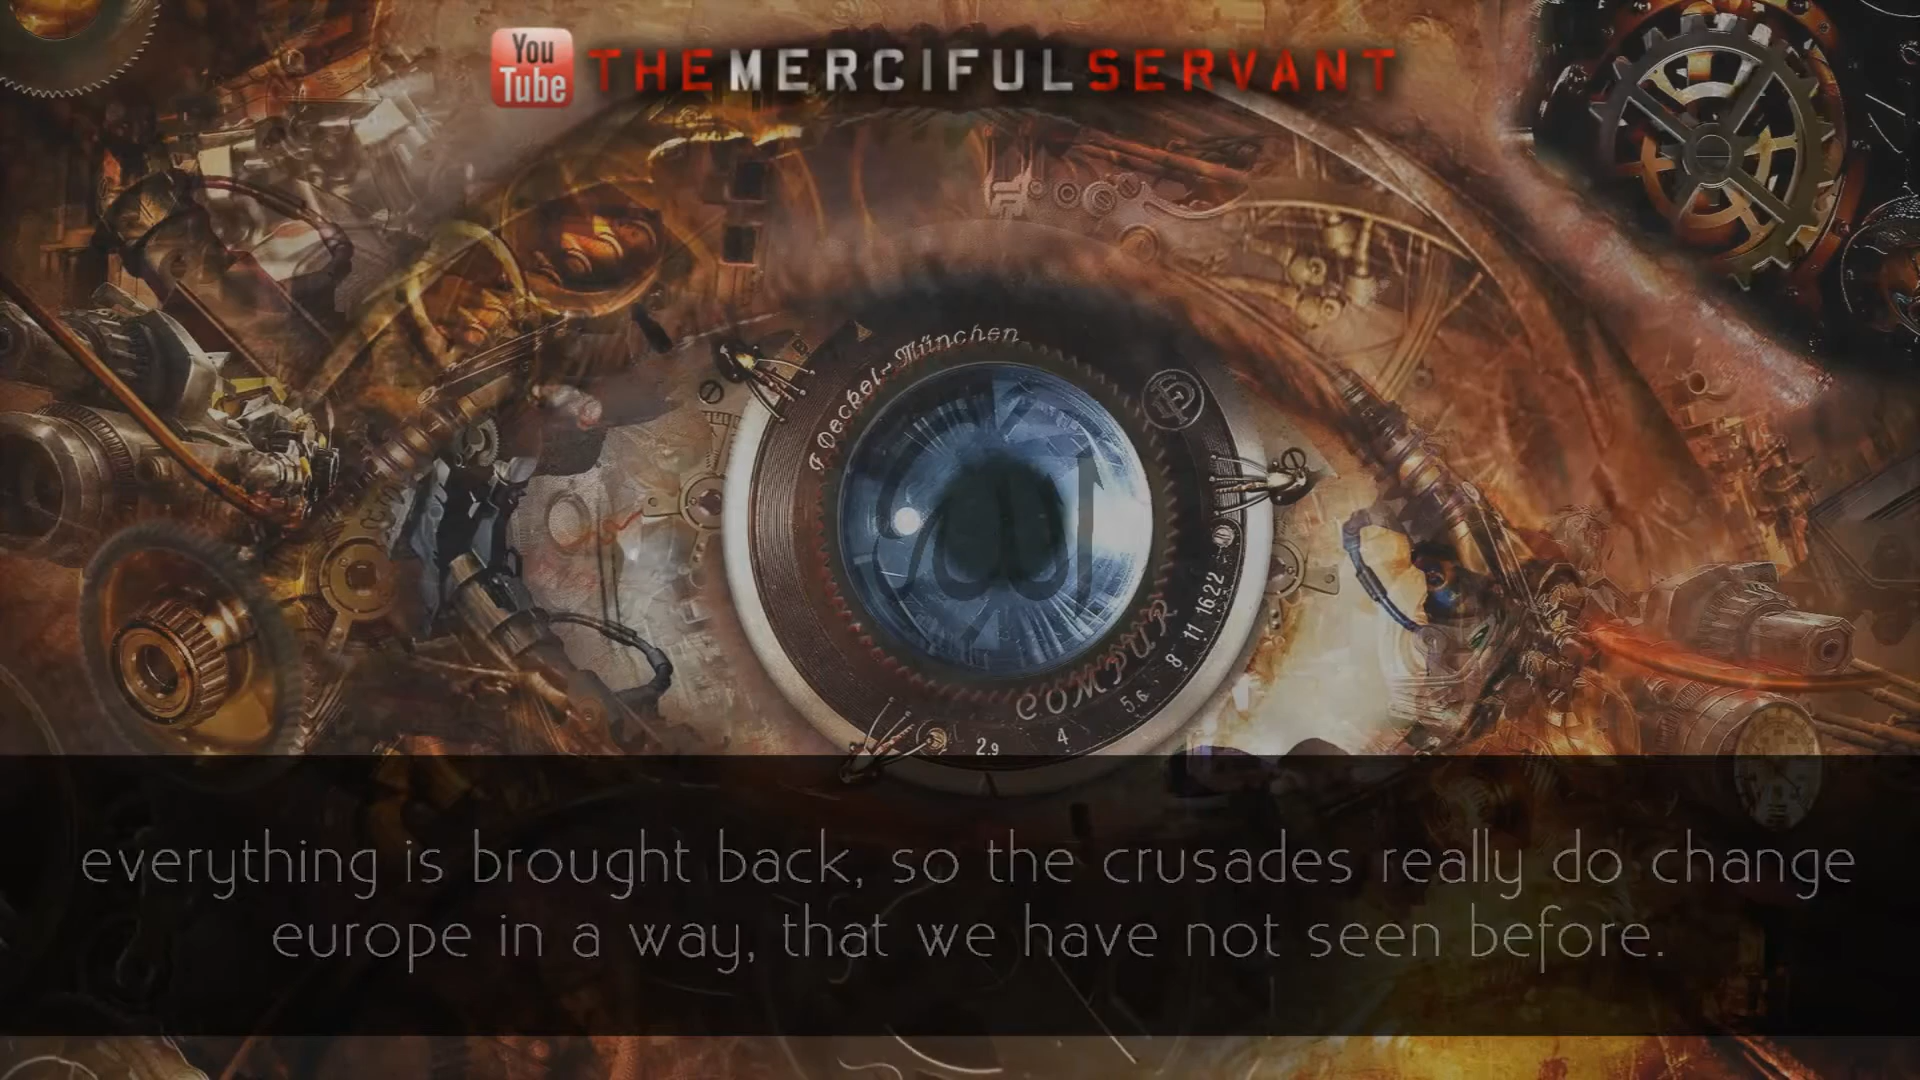 You
Tube
THEMERCIFULSERVANT
F. Deckel-München
COMPUR
2.9
4
5.6
8
11
16
22
everything is brought back, so the crusades really do change
europe in a way, that we have not seen before.